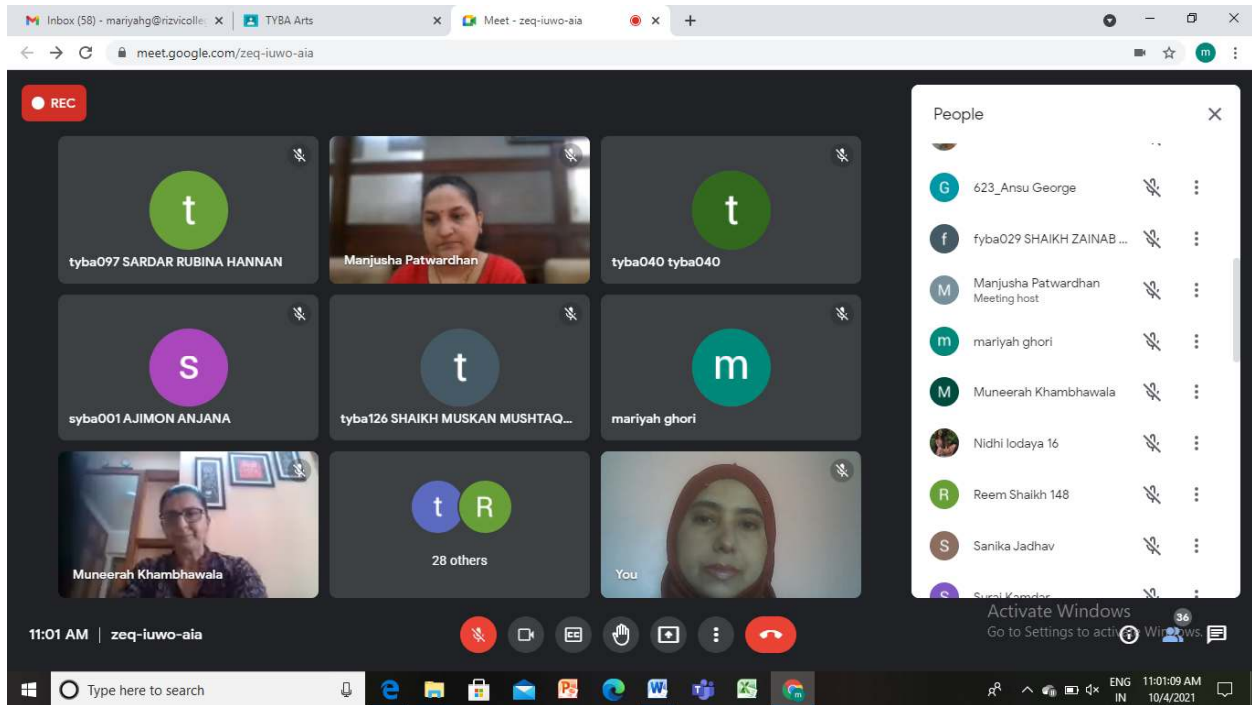 Inbox (58) - mariyahg@rizvicolle
TYBA Arts
Meet - zeq-iuwo-aia
meet.google.com/zeq-iuwo-aia
m
REC
t
tyba097 SARDAR RUBINA HANNAN
Manjusha Patwardhan
t
tyba040 tyba040
s
syba001 AJIMON ANJANA
t
tyba126 SHAIKH MUSKAN MUSHTAQ...
m
mariyah ghori
Muneerah Khambhawala
t R
28 others
You
People
G 623_Ansu George
f fyba029 SHAIKH ZAINAB ...
M Manjusha Patwardhan
Meeting host
m mariyah ghori
M Muneerah Khambhawala
Nidhi lodaya 16
R Reem Shaikh 148
S Sanika Jadhav
S Suraj Kamdar
11:01 AM | zeq-iuwo-aia
CC
Activate Windows
Go to Settings to activate Windows.
36
Type here to search
ENG
IN
11:01:09 AM
10/4/2021